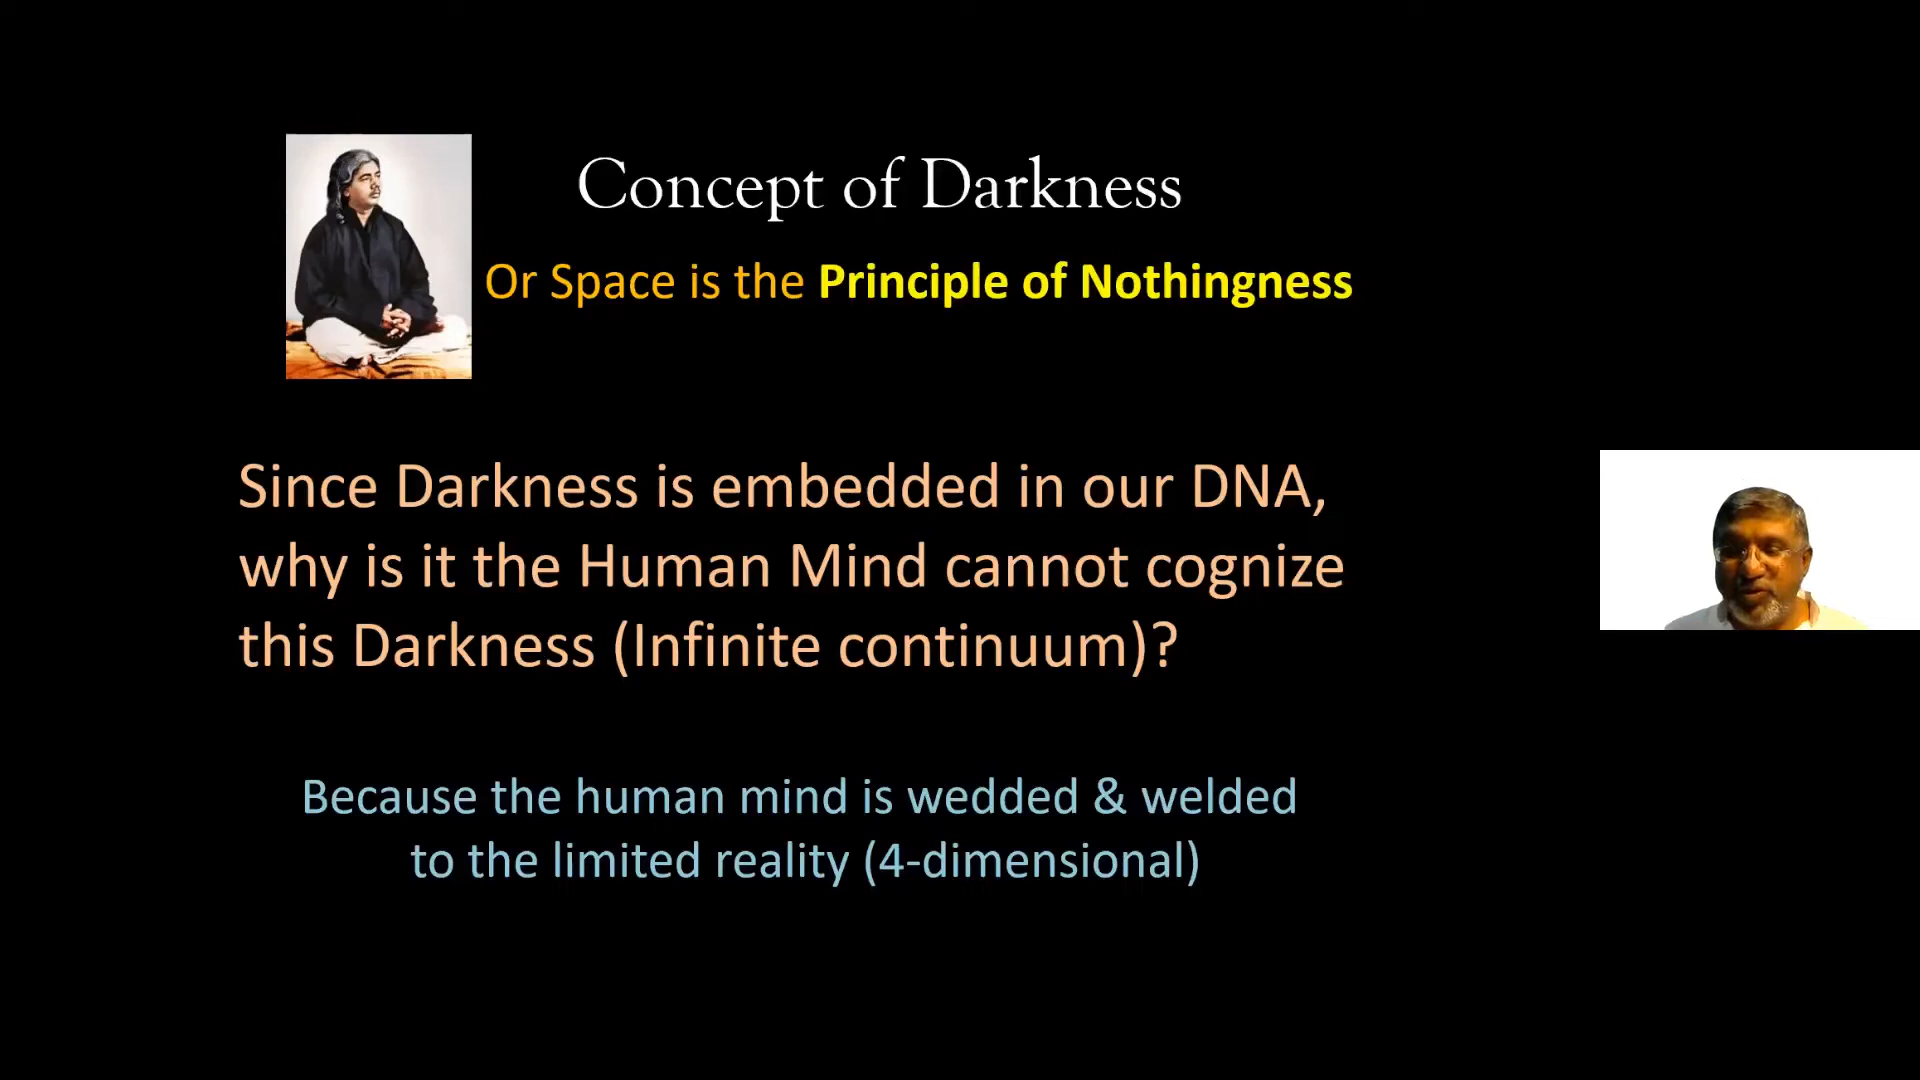 Concept of Darkness
Or Space is the Principle of Nothingness
Since Darkness is embedded in our DNA,
why is it the Human Mind cannot cognize
this Darkness (Infinite continuum)?
Because the human mind is wedded & welded
to the limited reality (4-dimensional)